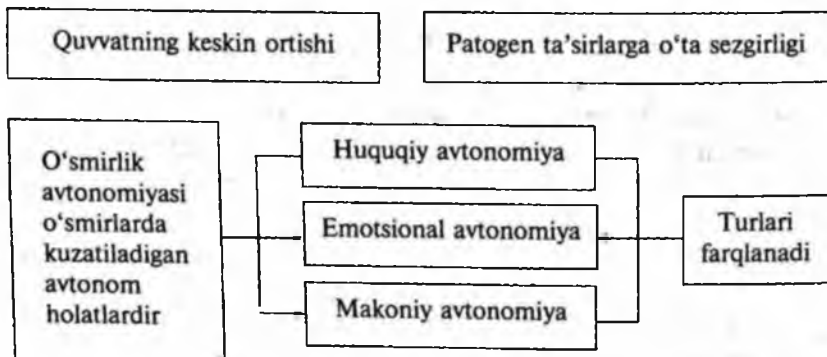 Quvvatning keskin ortishi
Patogen ta'sirlarga o'ta sezgirligi
O'smirlik
avtonomiyasi
o'smirlarda
kuzatiladigan
avtonom
holatlardir
Huquqiy avtonomiya
Emotsional avtonomiya
Makoniy avtonomiya
Turlari
farqlanadi